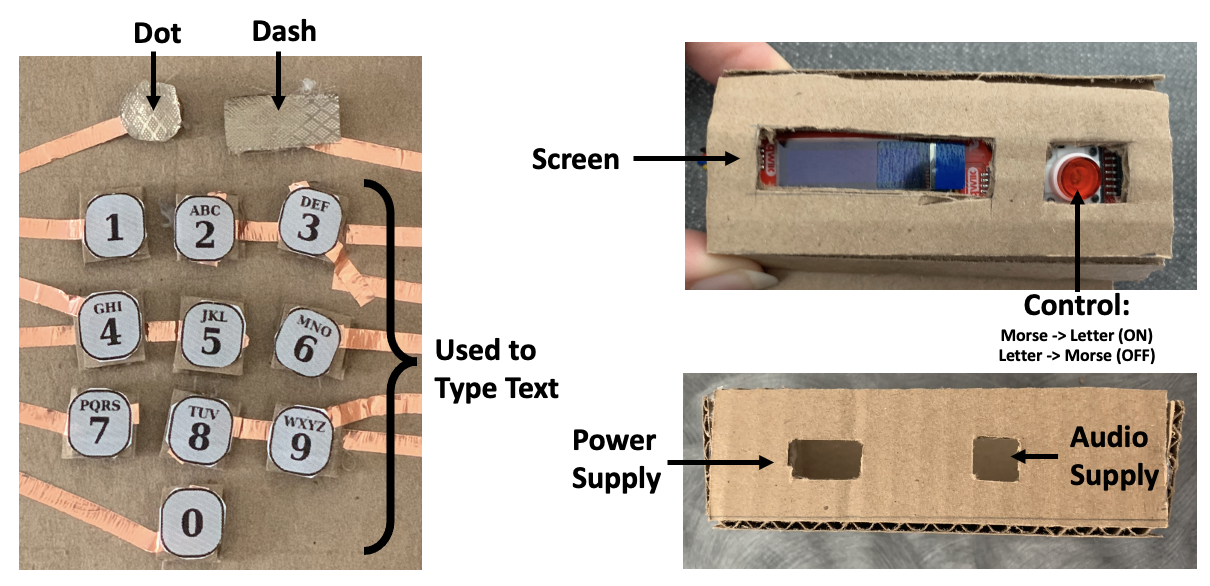 Dot
Dash
1
ABC
2
DEF
3
GHI
4
JKL
5
MNO
6
PQRS
7
TUV
8
WXYZ
9
0
Used to
Type Text
Screen
Control:
Morse -> Letter (ON)
Letter -> Morse (OFF)
Power
Supply
Audio
Supply